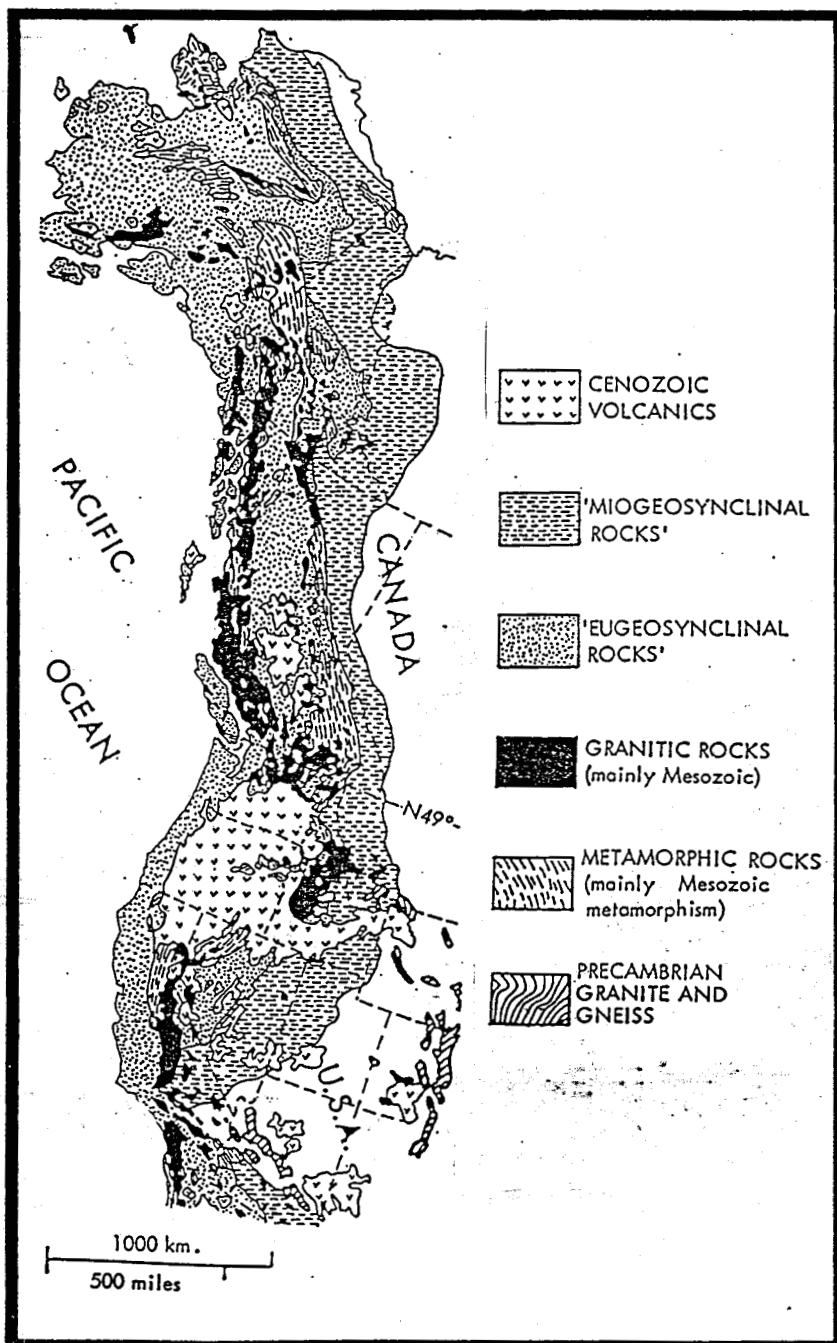 PACIFIC
OCEAN
CANADA
N49º
U.S.A.
CENOZOIC
VOLCANICS
'MIOGEOSYNCLINAL
ROCKS'
'EUGEOSYNCLINAL
ROCKS'
GRANITIC ROCKS
(mainly Mesozoic)
METAMORPHIC ROCKS
(mainly Mesozoic
metamorphism)
PRECAMBRIAN
GRANITE AND
GNEISS
1000 km.
500 miles